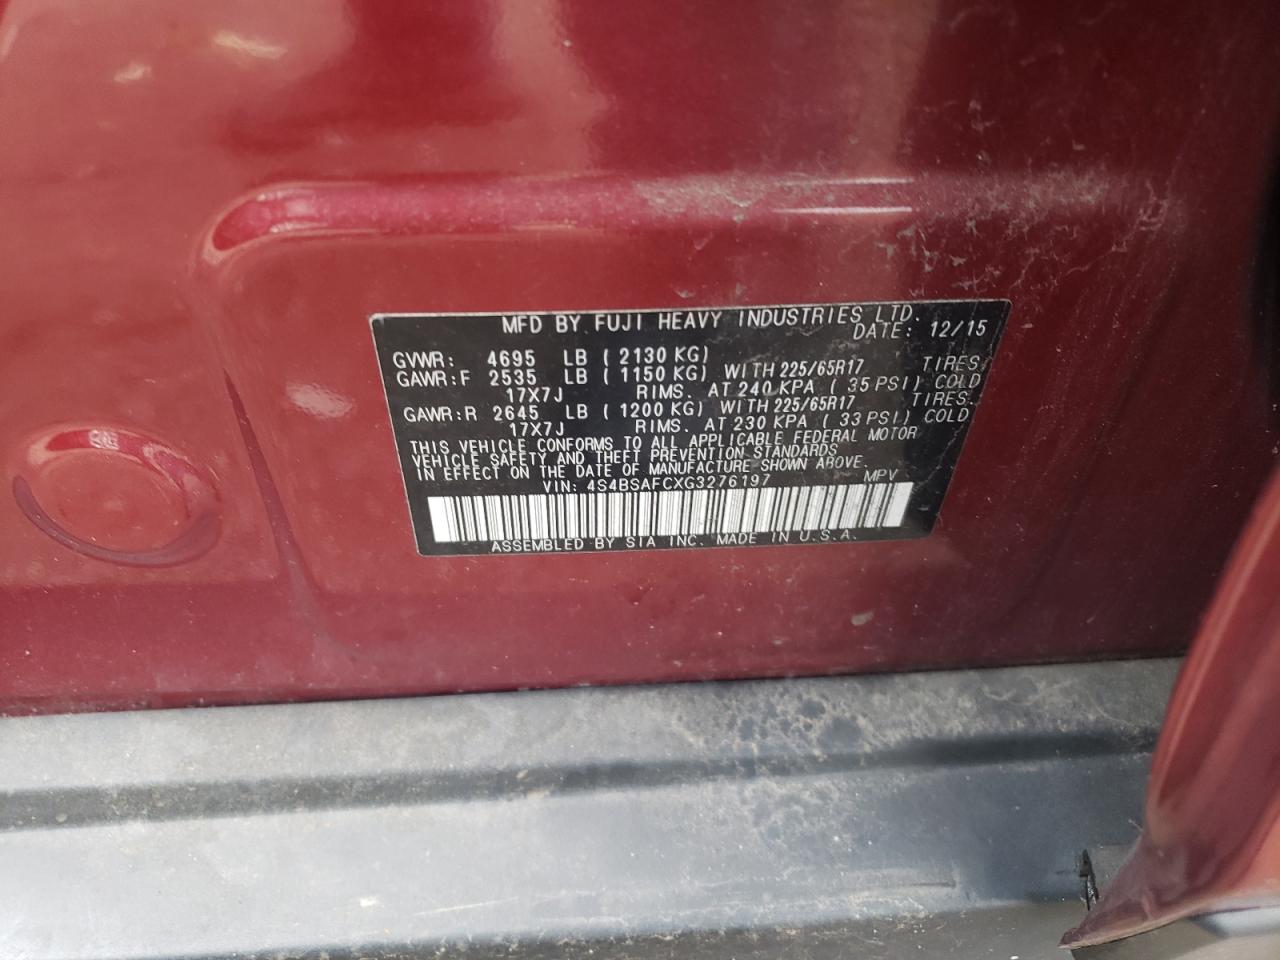 MFD BY FUJI HEAVY INDUSTRIES LTD.
DATE: 12/15
GVWR: 4695 LB ( 2130 KG)
GAWR:F 2535 LB ( 1150 KG) WITH 225/65R17 TIRES,
17X7J RIMS. AT 240 KPA ( 35 PSI) COLD
GAWR:R 2645 LB ( 1200 KG) WITH 225/65R17 TIRES,
17X7J RIMS. AT 230 KPA ( 33 PSI) COLD
THIS VEHICLE CONFORMS TO ALL APPLICABLE FEDERAL MOTOR
VEHICLE SAFETY AND THEFT PREVENTION STANDARDS
IN EFFECT ON THE DATE OF MANUFACTURE SHOWN ABOVE.
VIN: 4S4BSAFCXG3276197 MPV
ASSEMBLED BY SIA INC. MADE IN U.S.A.